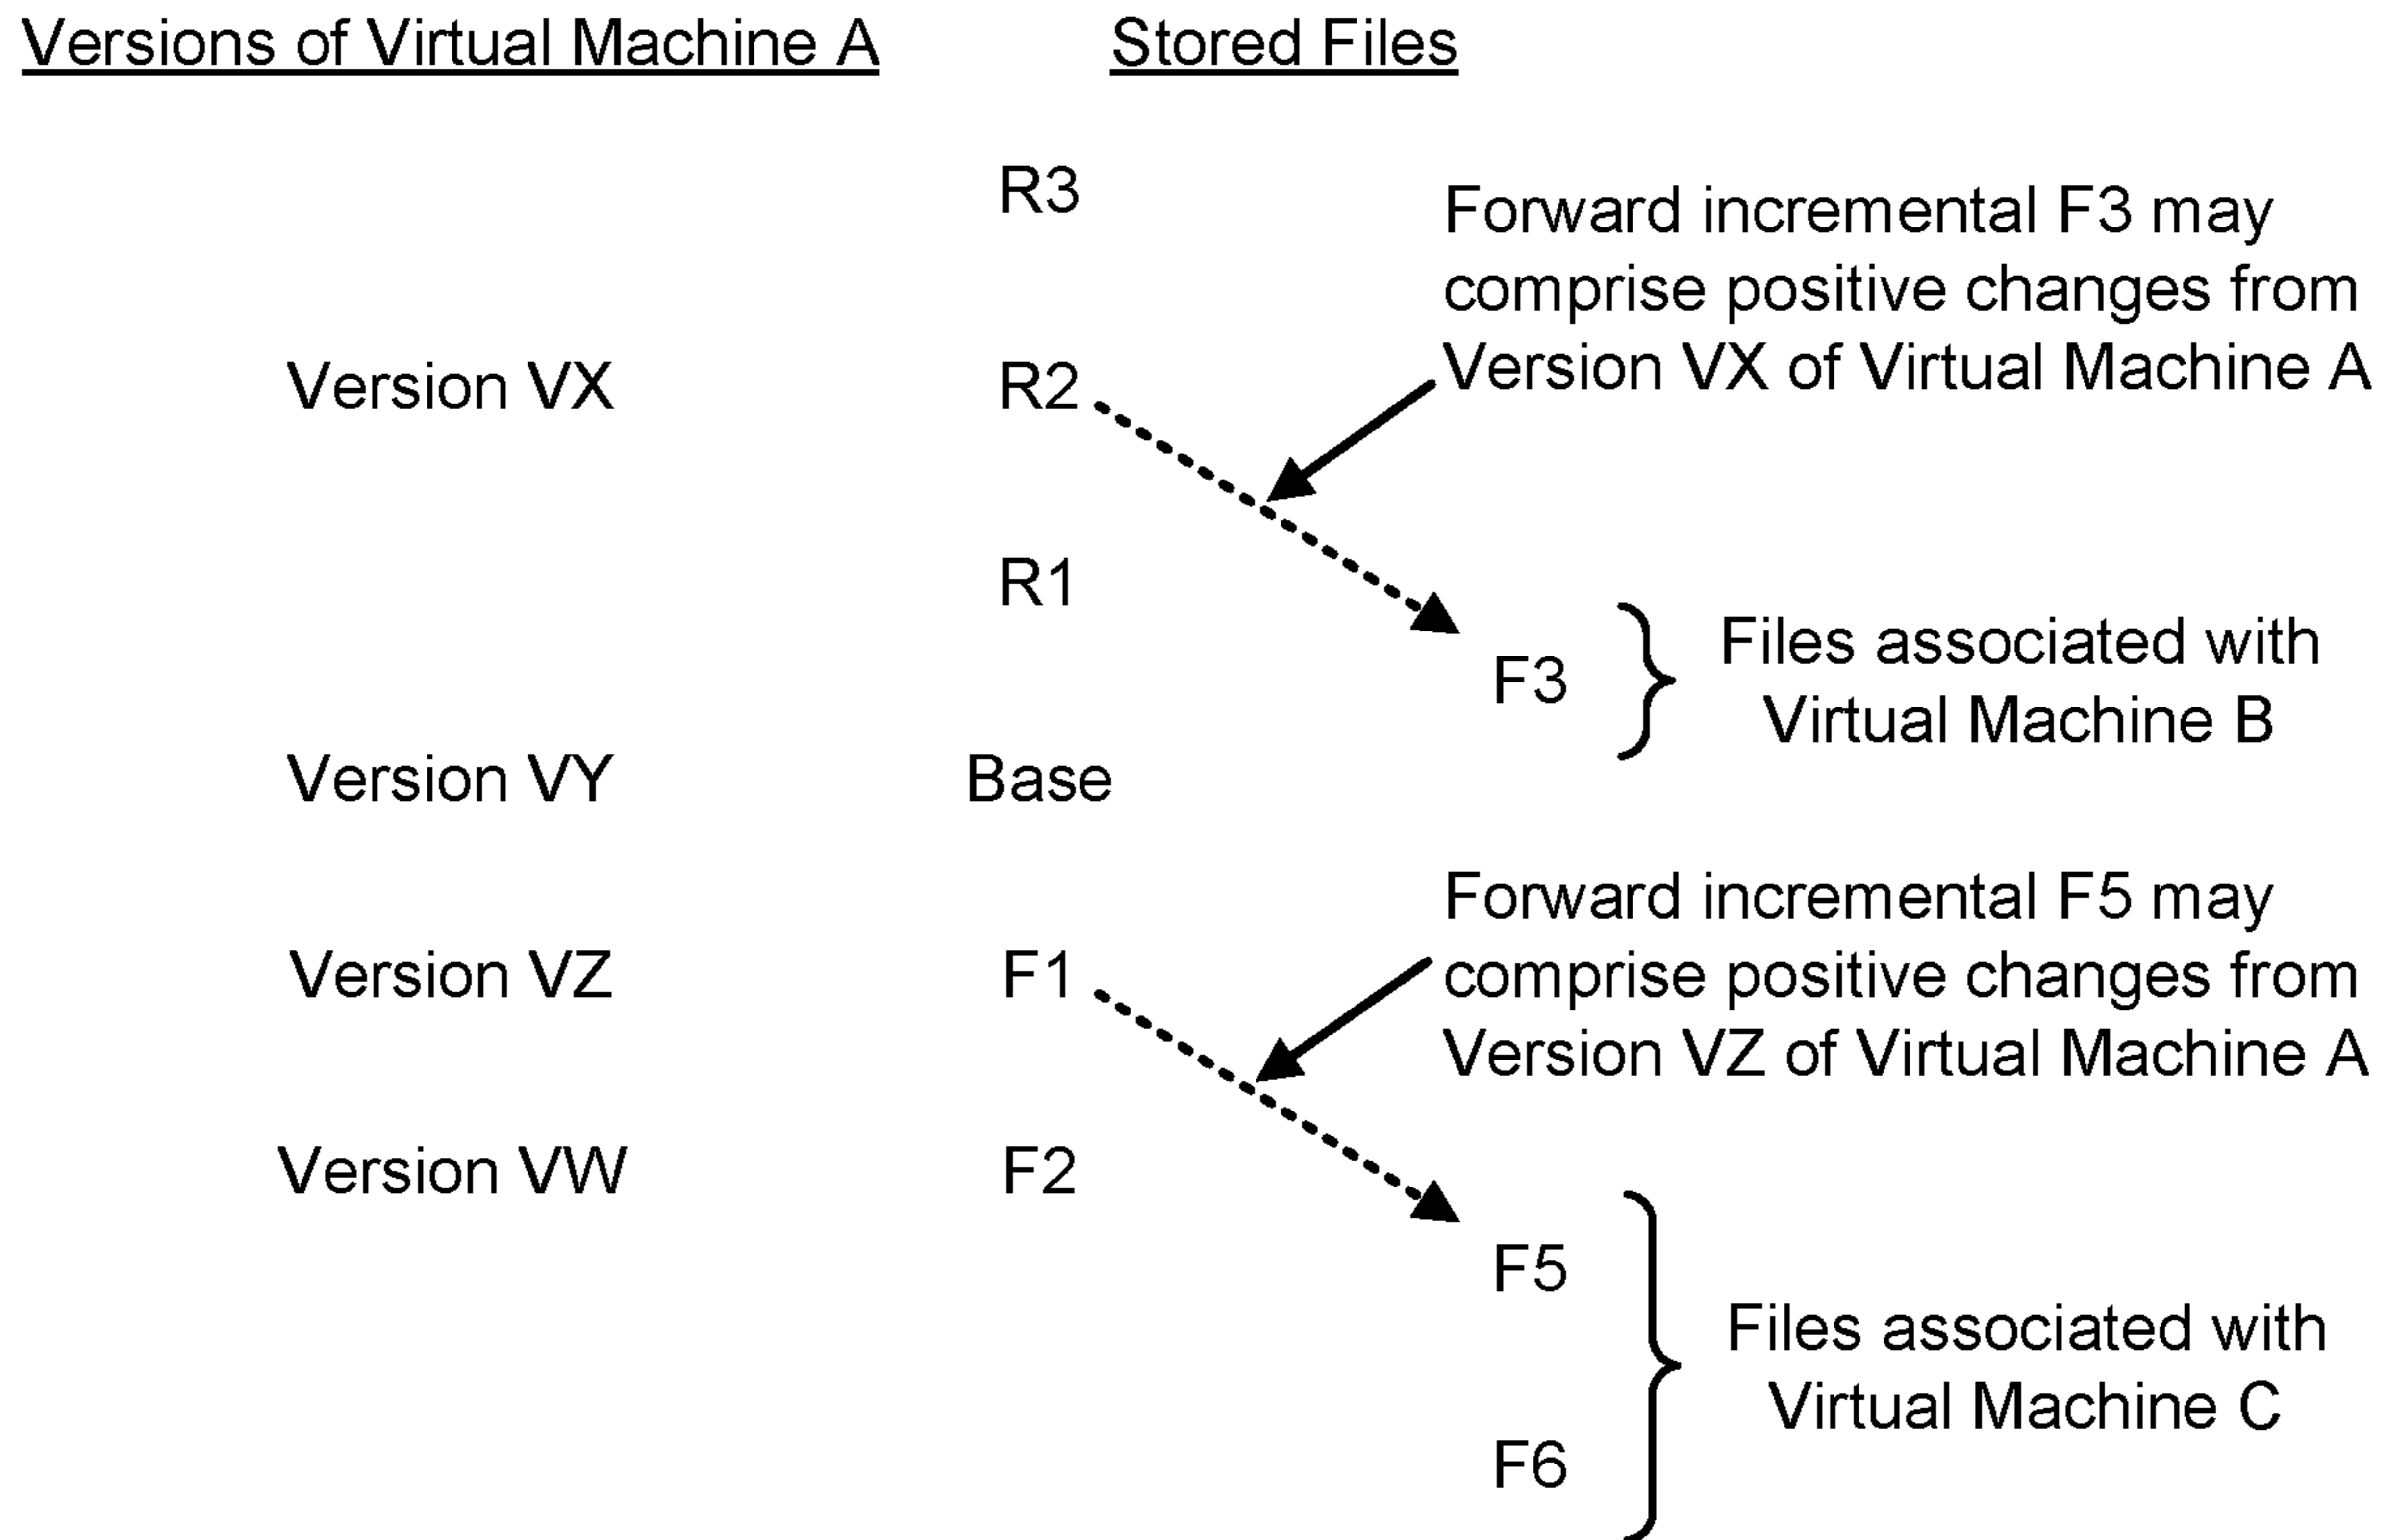 Versions of Virtual Machine A
Stored Files
R3
Forward incremental F3 may
comprise positive changes from
Version VX of Virtual Machine A
Version VX
R2
R1
F3
Files associated with
Virtual Machine B
Version VY
Base
Forward incremental F5 may
comprise positive changes from
Version VZ of Virtual Machine A
Version VZ
F1
Version VW
F2
F5
Files associated with
Virtual Machine C
F6